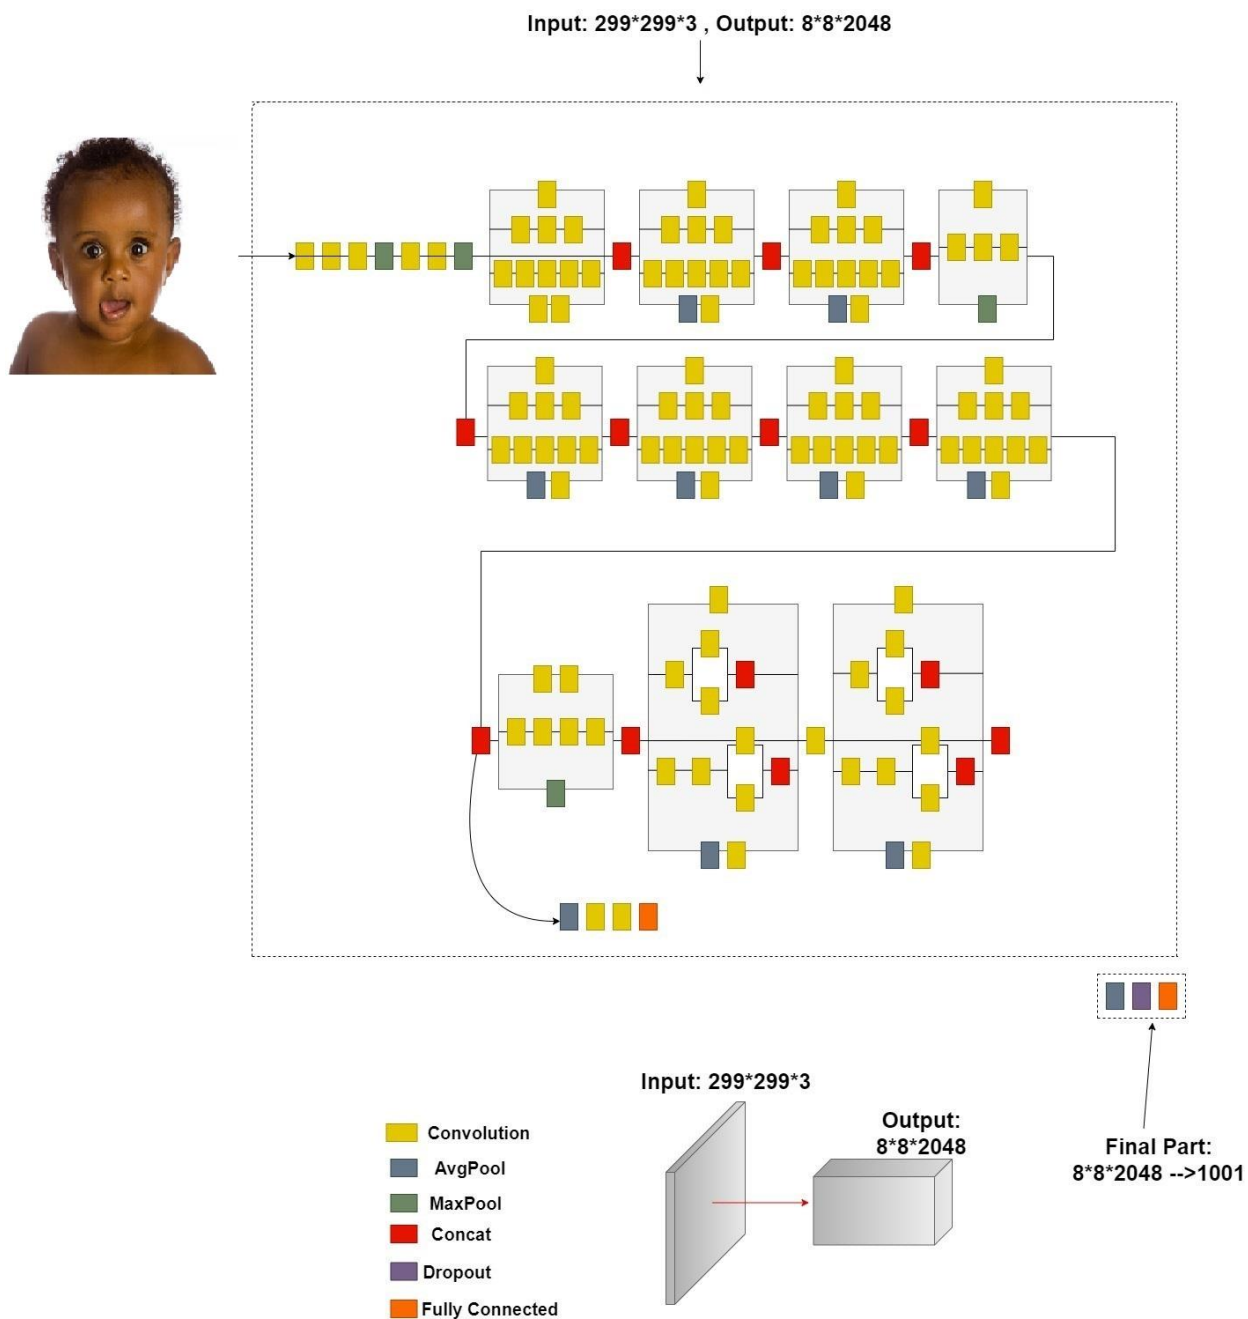 Input: 299*299*3 , Output: 8*8*2048
Input: 299*299*3
Output:
8*8*2048
Final Part:
8*8*2048 -->1001
Convolution
AvgPool
MaxPool
Concat
Dropout
Fully Connected